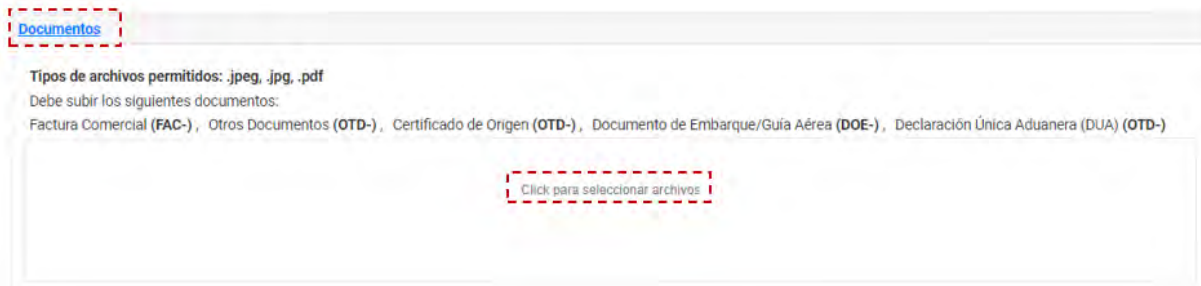 Documentos
Tipos de archivos permitidos: .jpeg, .jpg, .pdf
Debe subir los siguientes documentos:
Factura Comercial (FAC-) , Otros Documentos (OTD-) , Certificado de Origen (OTD-) , Documento de Embarque/Guía Aérea (DOE-) , Declaración Única Aduanera (DUA) (OTD-)
Click para seleccionar archivos